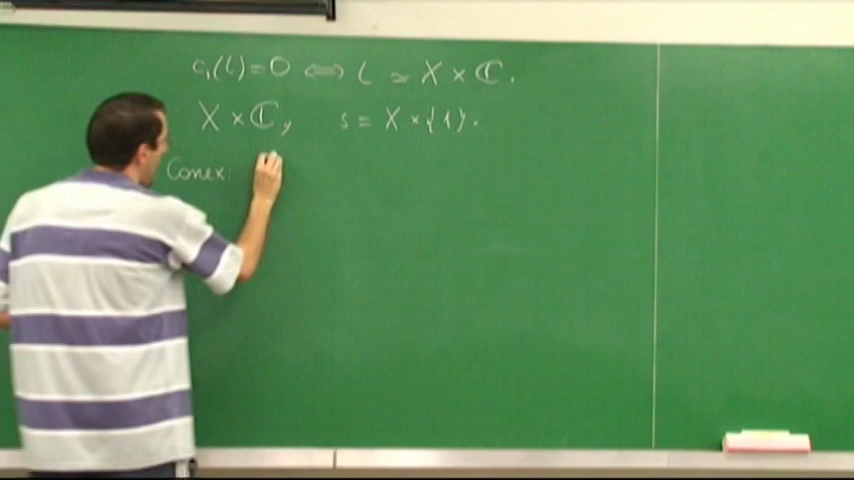 c₁(L) = 0 ⟺ L ≃ X × ℂ.
X × ℂ, s = X × {1}.
Conex: